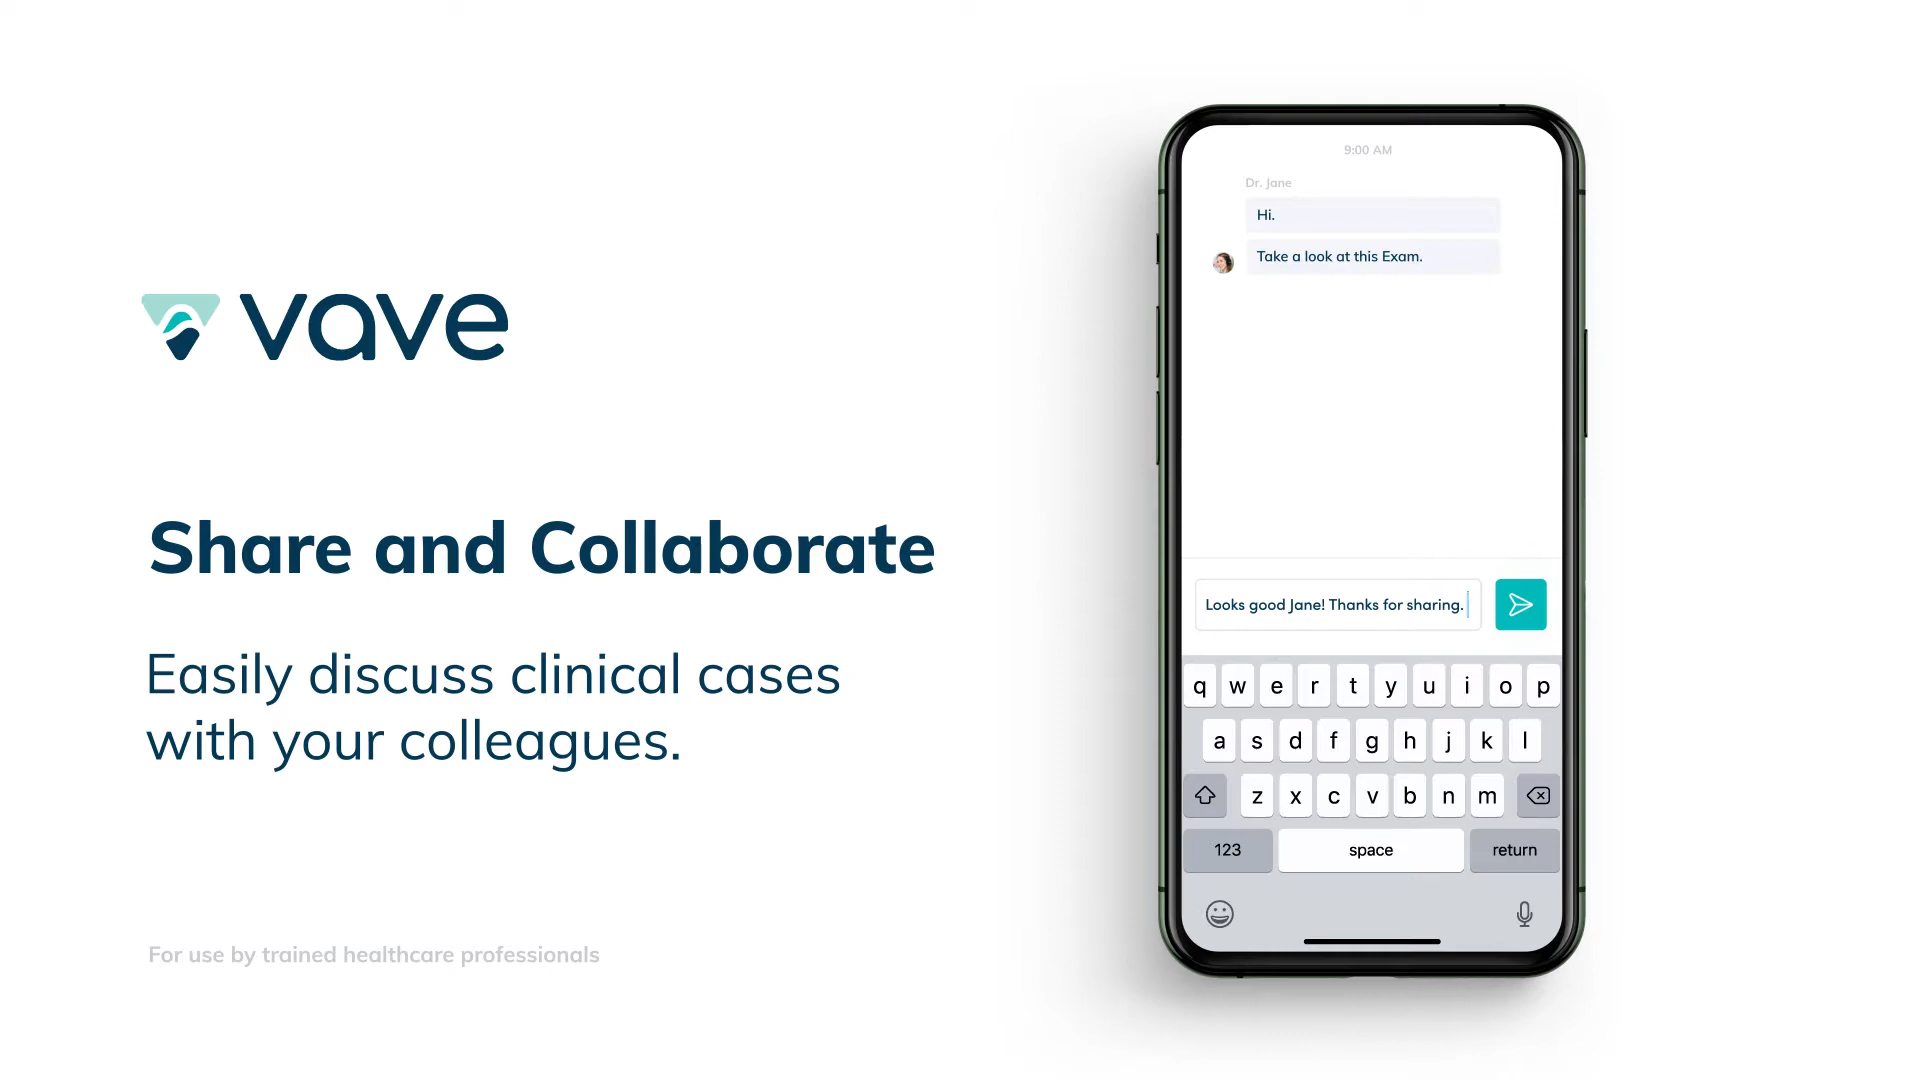 vave
Share and Collaborate
Easily discuss clinical cases
with your colleagues.
For use by trained healthcare professionals
9:00 AM
Dr. Jane
Hi.
Take a look at this Exam.
Looks good Jane! Thanks for sharing.
q w e r t y u i o p
a s d f g h j k l
z x c v b n m
123 space return